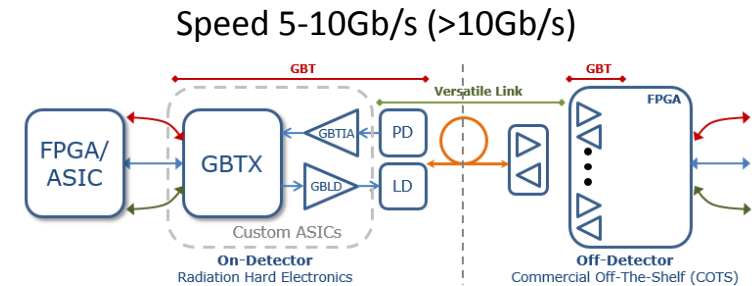 Speed 5-10Gb/s (>10Gb/s)
GBT
GBT
Versatile Link
FPGA
FPGA/
ASIC
GBTX
GBTIA
PD
GBLD
LD
Custom ASICs
On-Detector
Radiation Hard Electronics
Off-Detector
Commercial Off-The-Shelf (COTS)